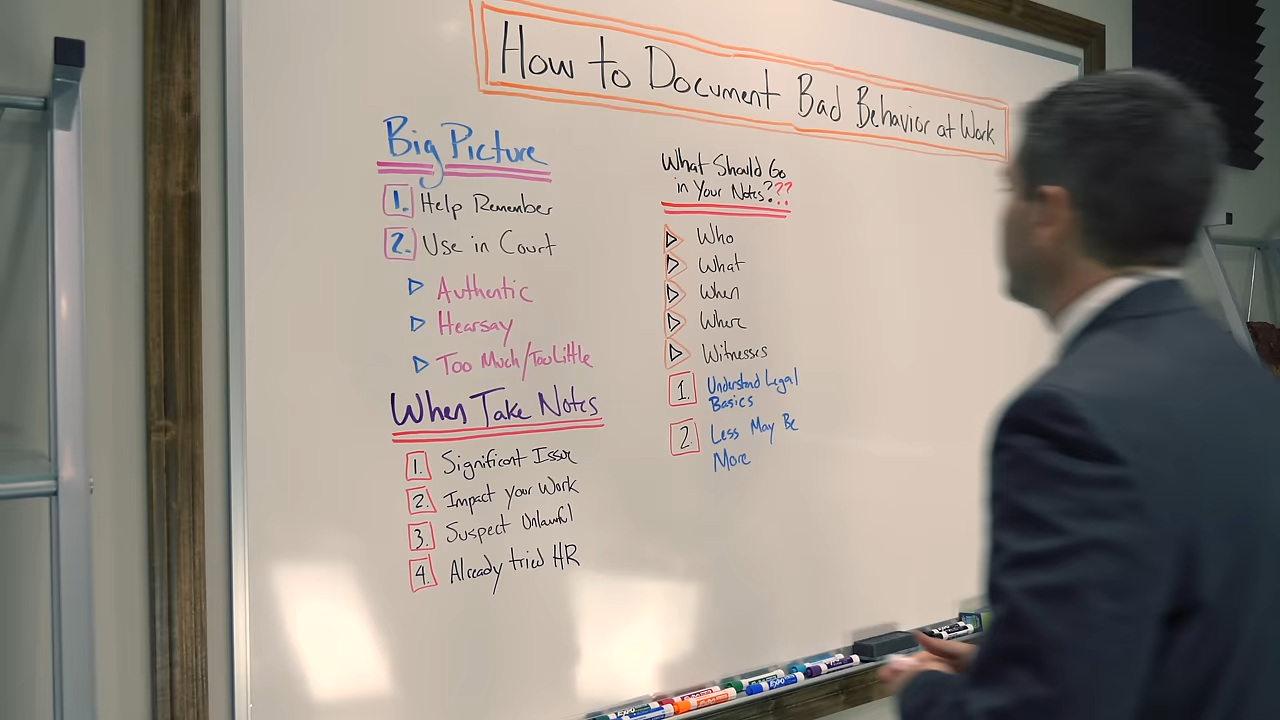 How to Document Bad Behavior at Work
Big Picture
1. Help Remember
2. Use in Court
Authentic
Hearsay
Too Much/Too Little
When Take Notes
1. Significant Issue
2. Impact your Work
3. Suspect Unlawful
4. Already tried HR
What Should Go
in Your Notes???
Who
What
When
Where
Witnesses
1. Understand Legal
Basics
2. Less May Be
More
EXPO
EXPO